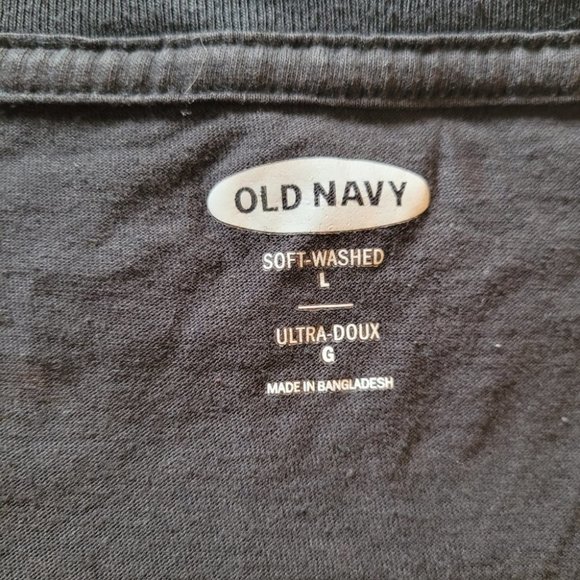 OLD NAVY
SOFT-WASHED
L
ULTRA-DOUX
G
MADE IN BANGLADESH